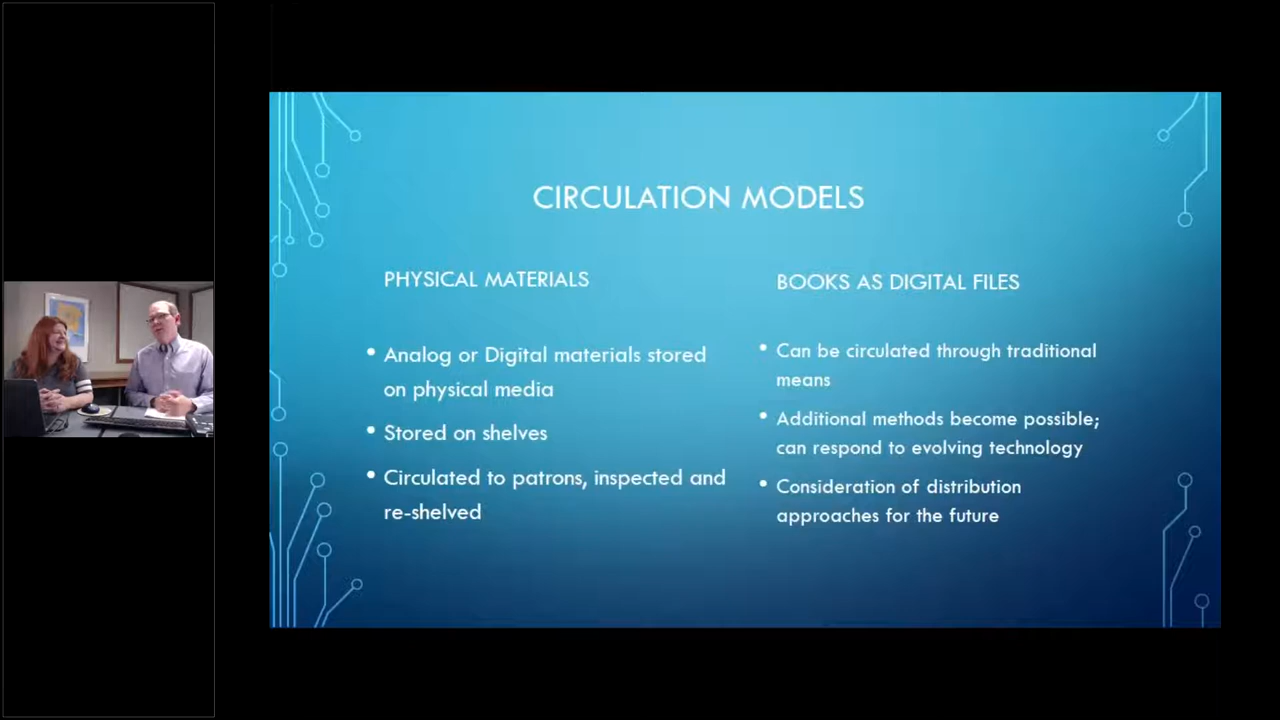 CIRCULATION MODELS
PHYSICAL MATERIALS
• Analog or Digital materials stored
on physical media
• Stored on shelves
• Circulated to patrons, inspected and
re-shelved
BOOKS AS DIGITAL FILES
• Can be circulated through traditional
means
• Additional methods become possible;
can respond to evolving technology
• Consideration of distribution
approaches for the future